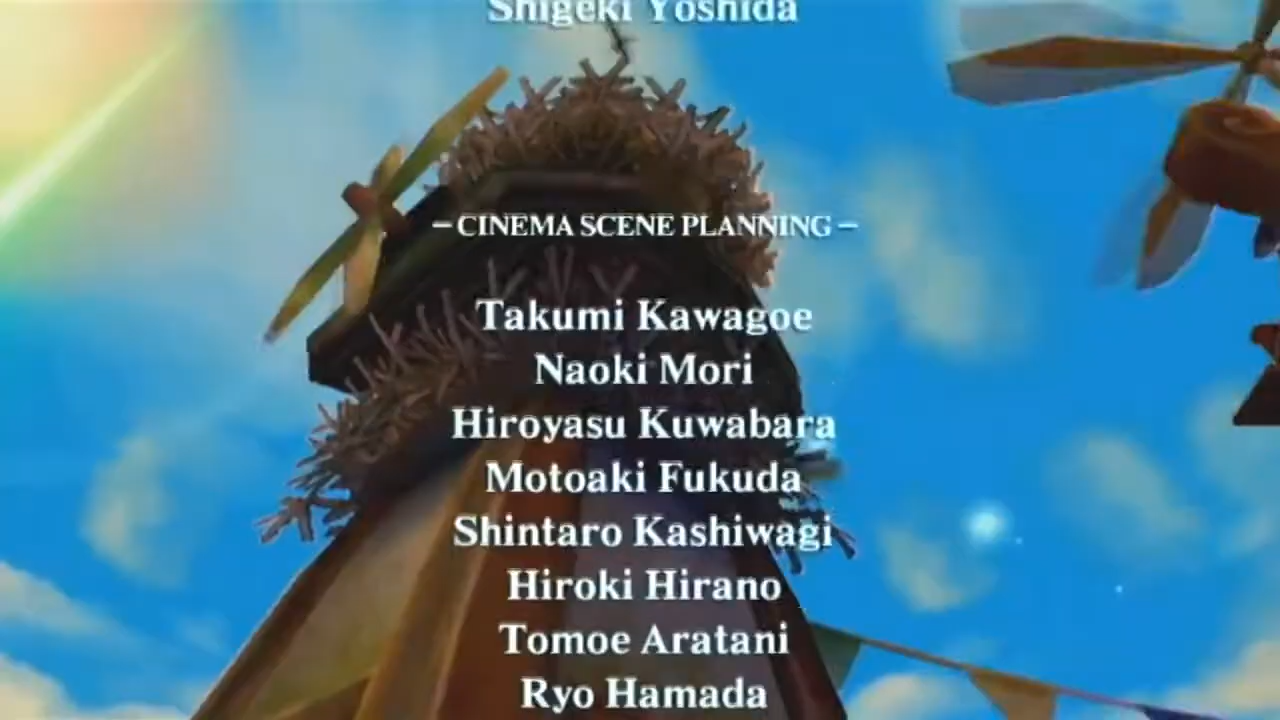 Shigeki Yoshida
– CINEMA SCENE PLANNING –
Takumi Kawagoe
Naoki Mori
Hiroyasu Kuwabara
Motoaki Fukuda
Shintaro Kashiwagi
Hiroki Hirano
Tomoe Aratani
Ryo Hamada